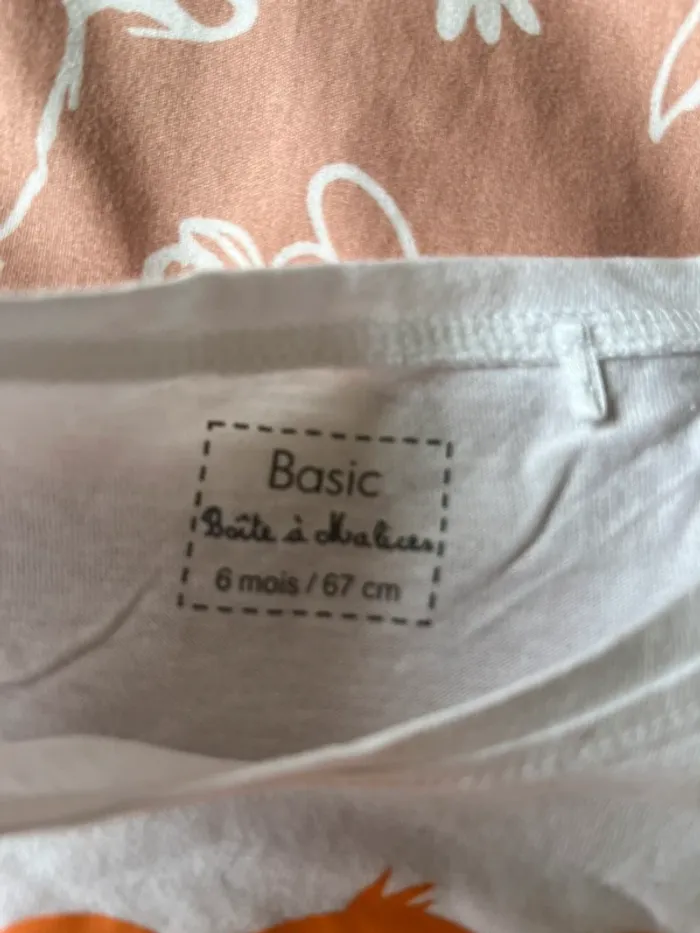 Basic
Boîte à Malices
6 mois / 67 cm